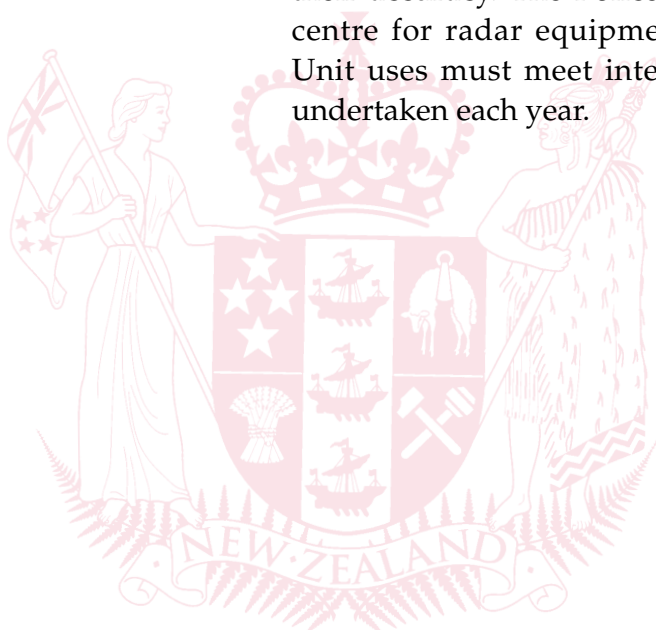 centre for radar equipme
Unit uses must meet inte
undertaken each year.
NEW·ZEALAND